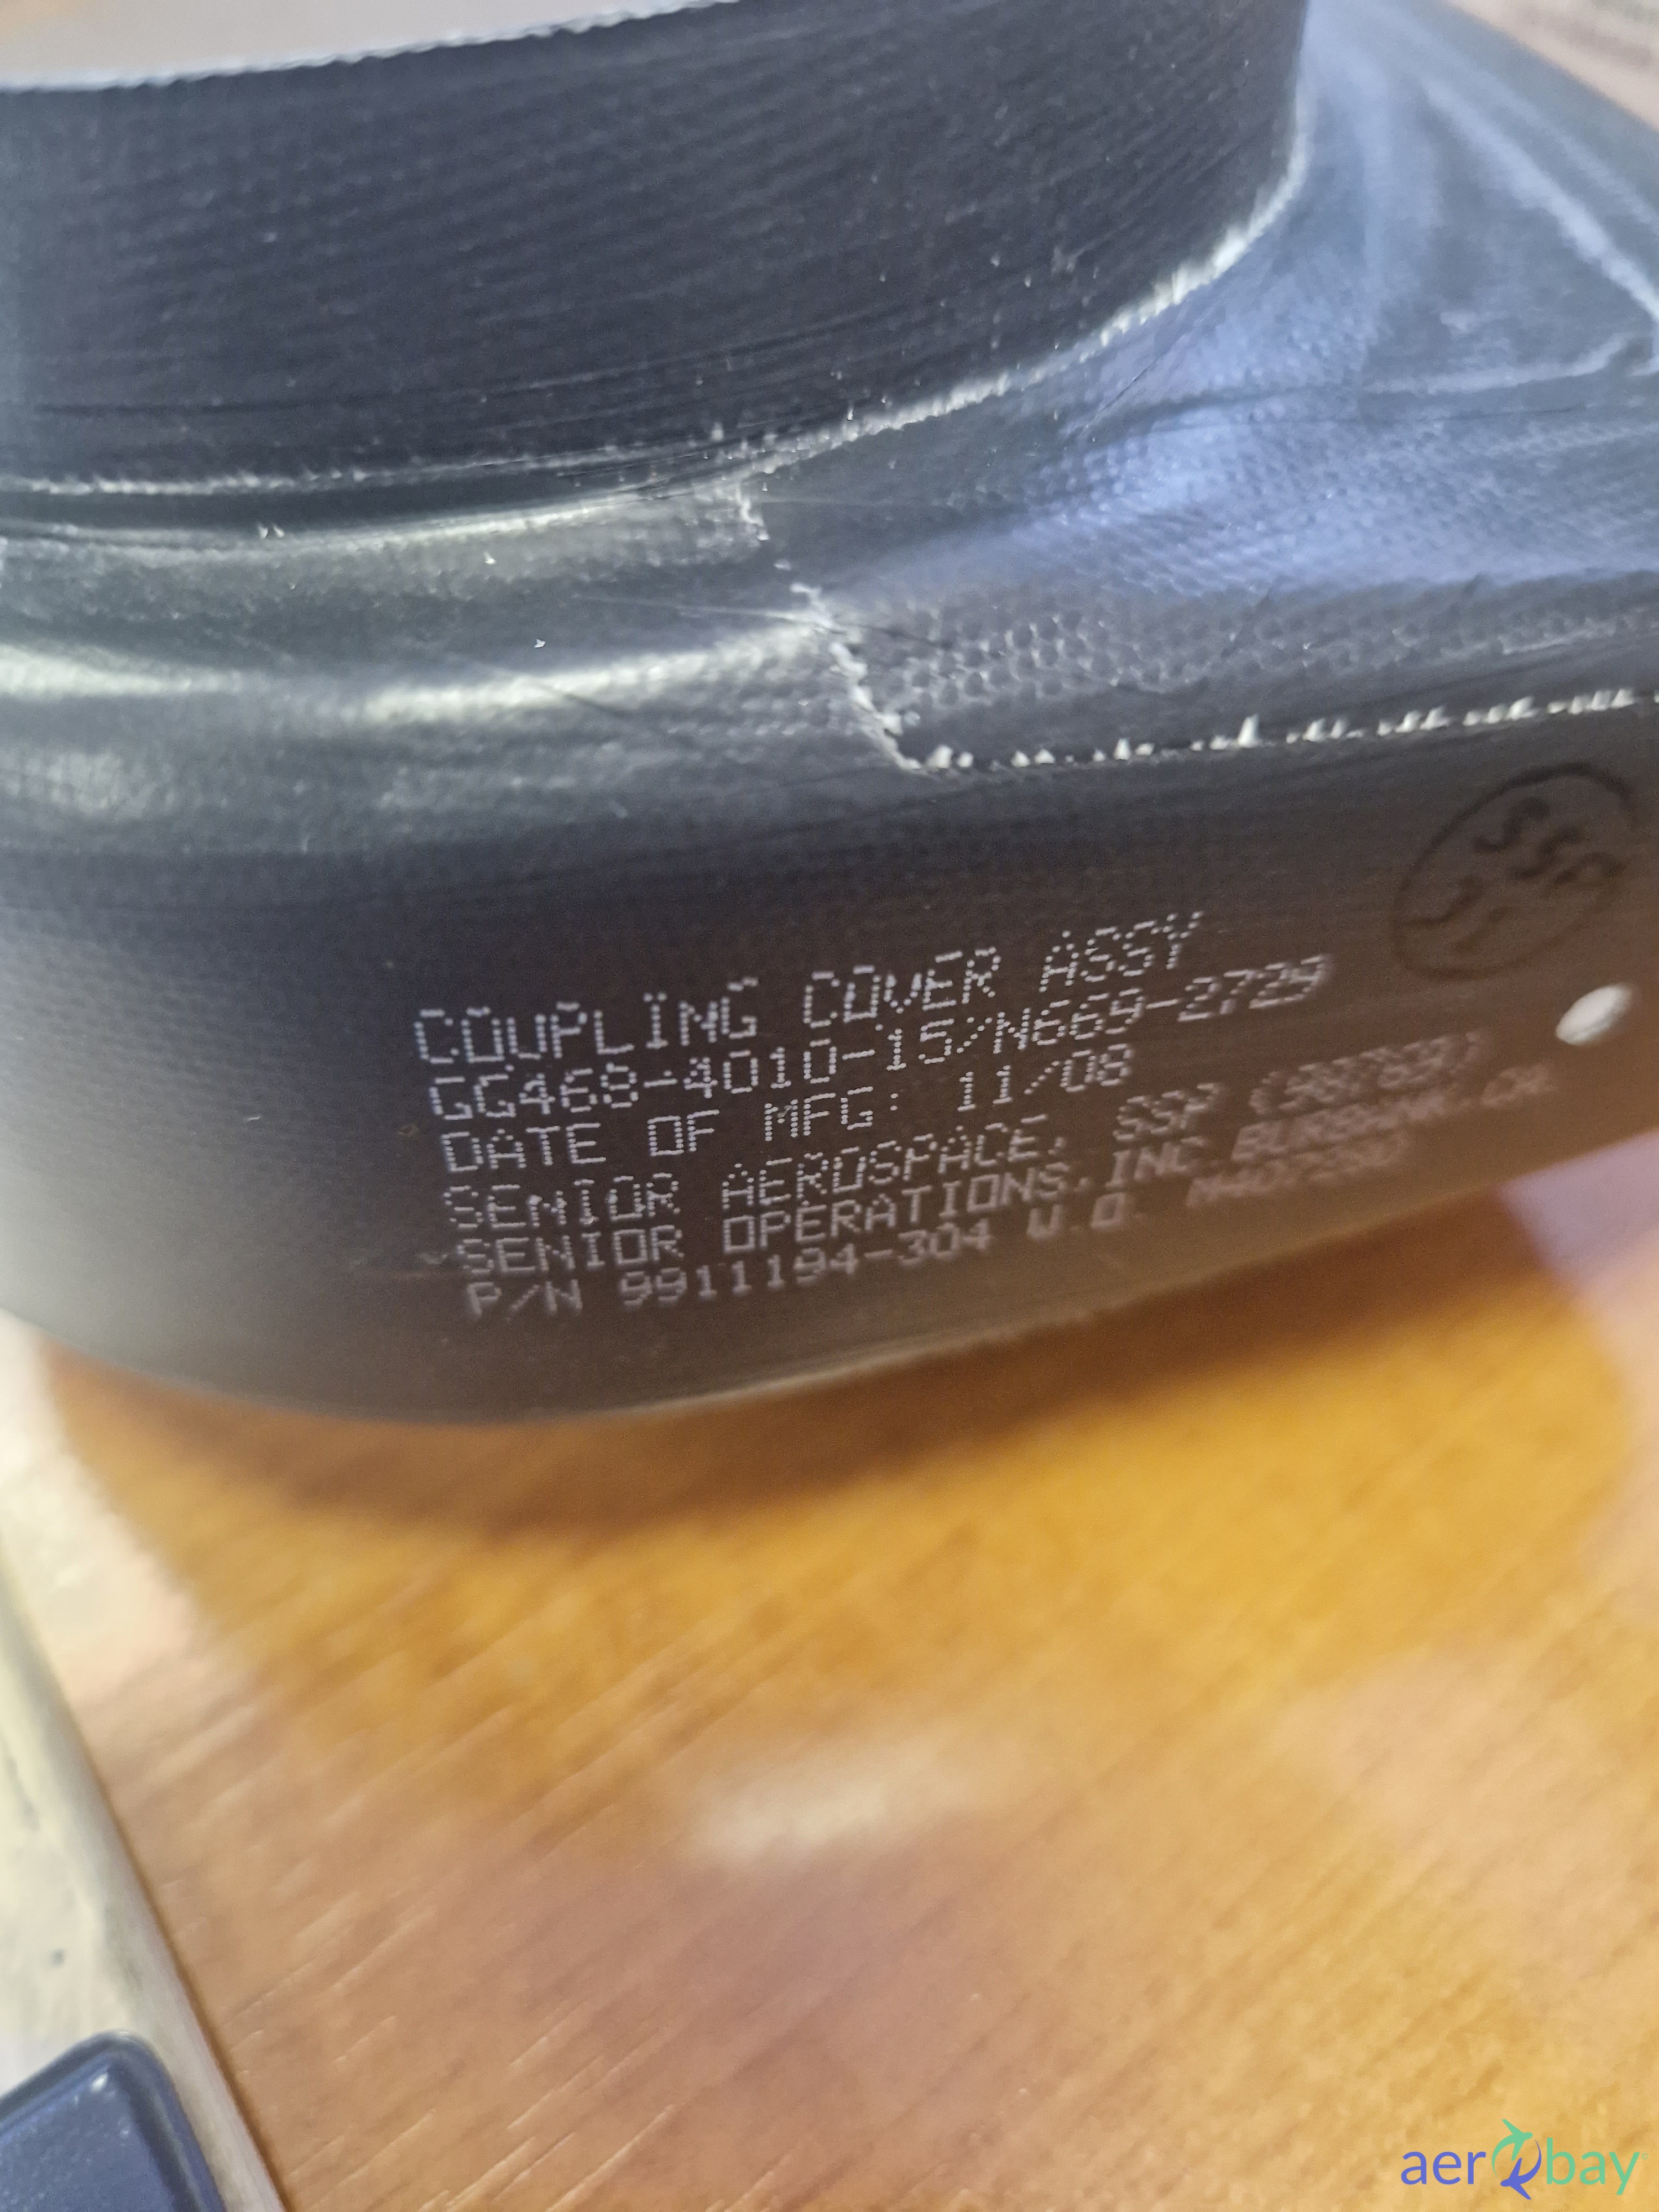 COUPLING COVER ASSY
GG468-4010-15/N669-2729
DATE OF MFG: 11/08
SENIOR AEROSPACE, SSP
SENIOR OPERATIONS,INC BURBANK,CA.
P/N 9911194-304 W.O.
SSP
aerobay